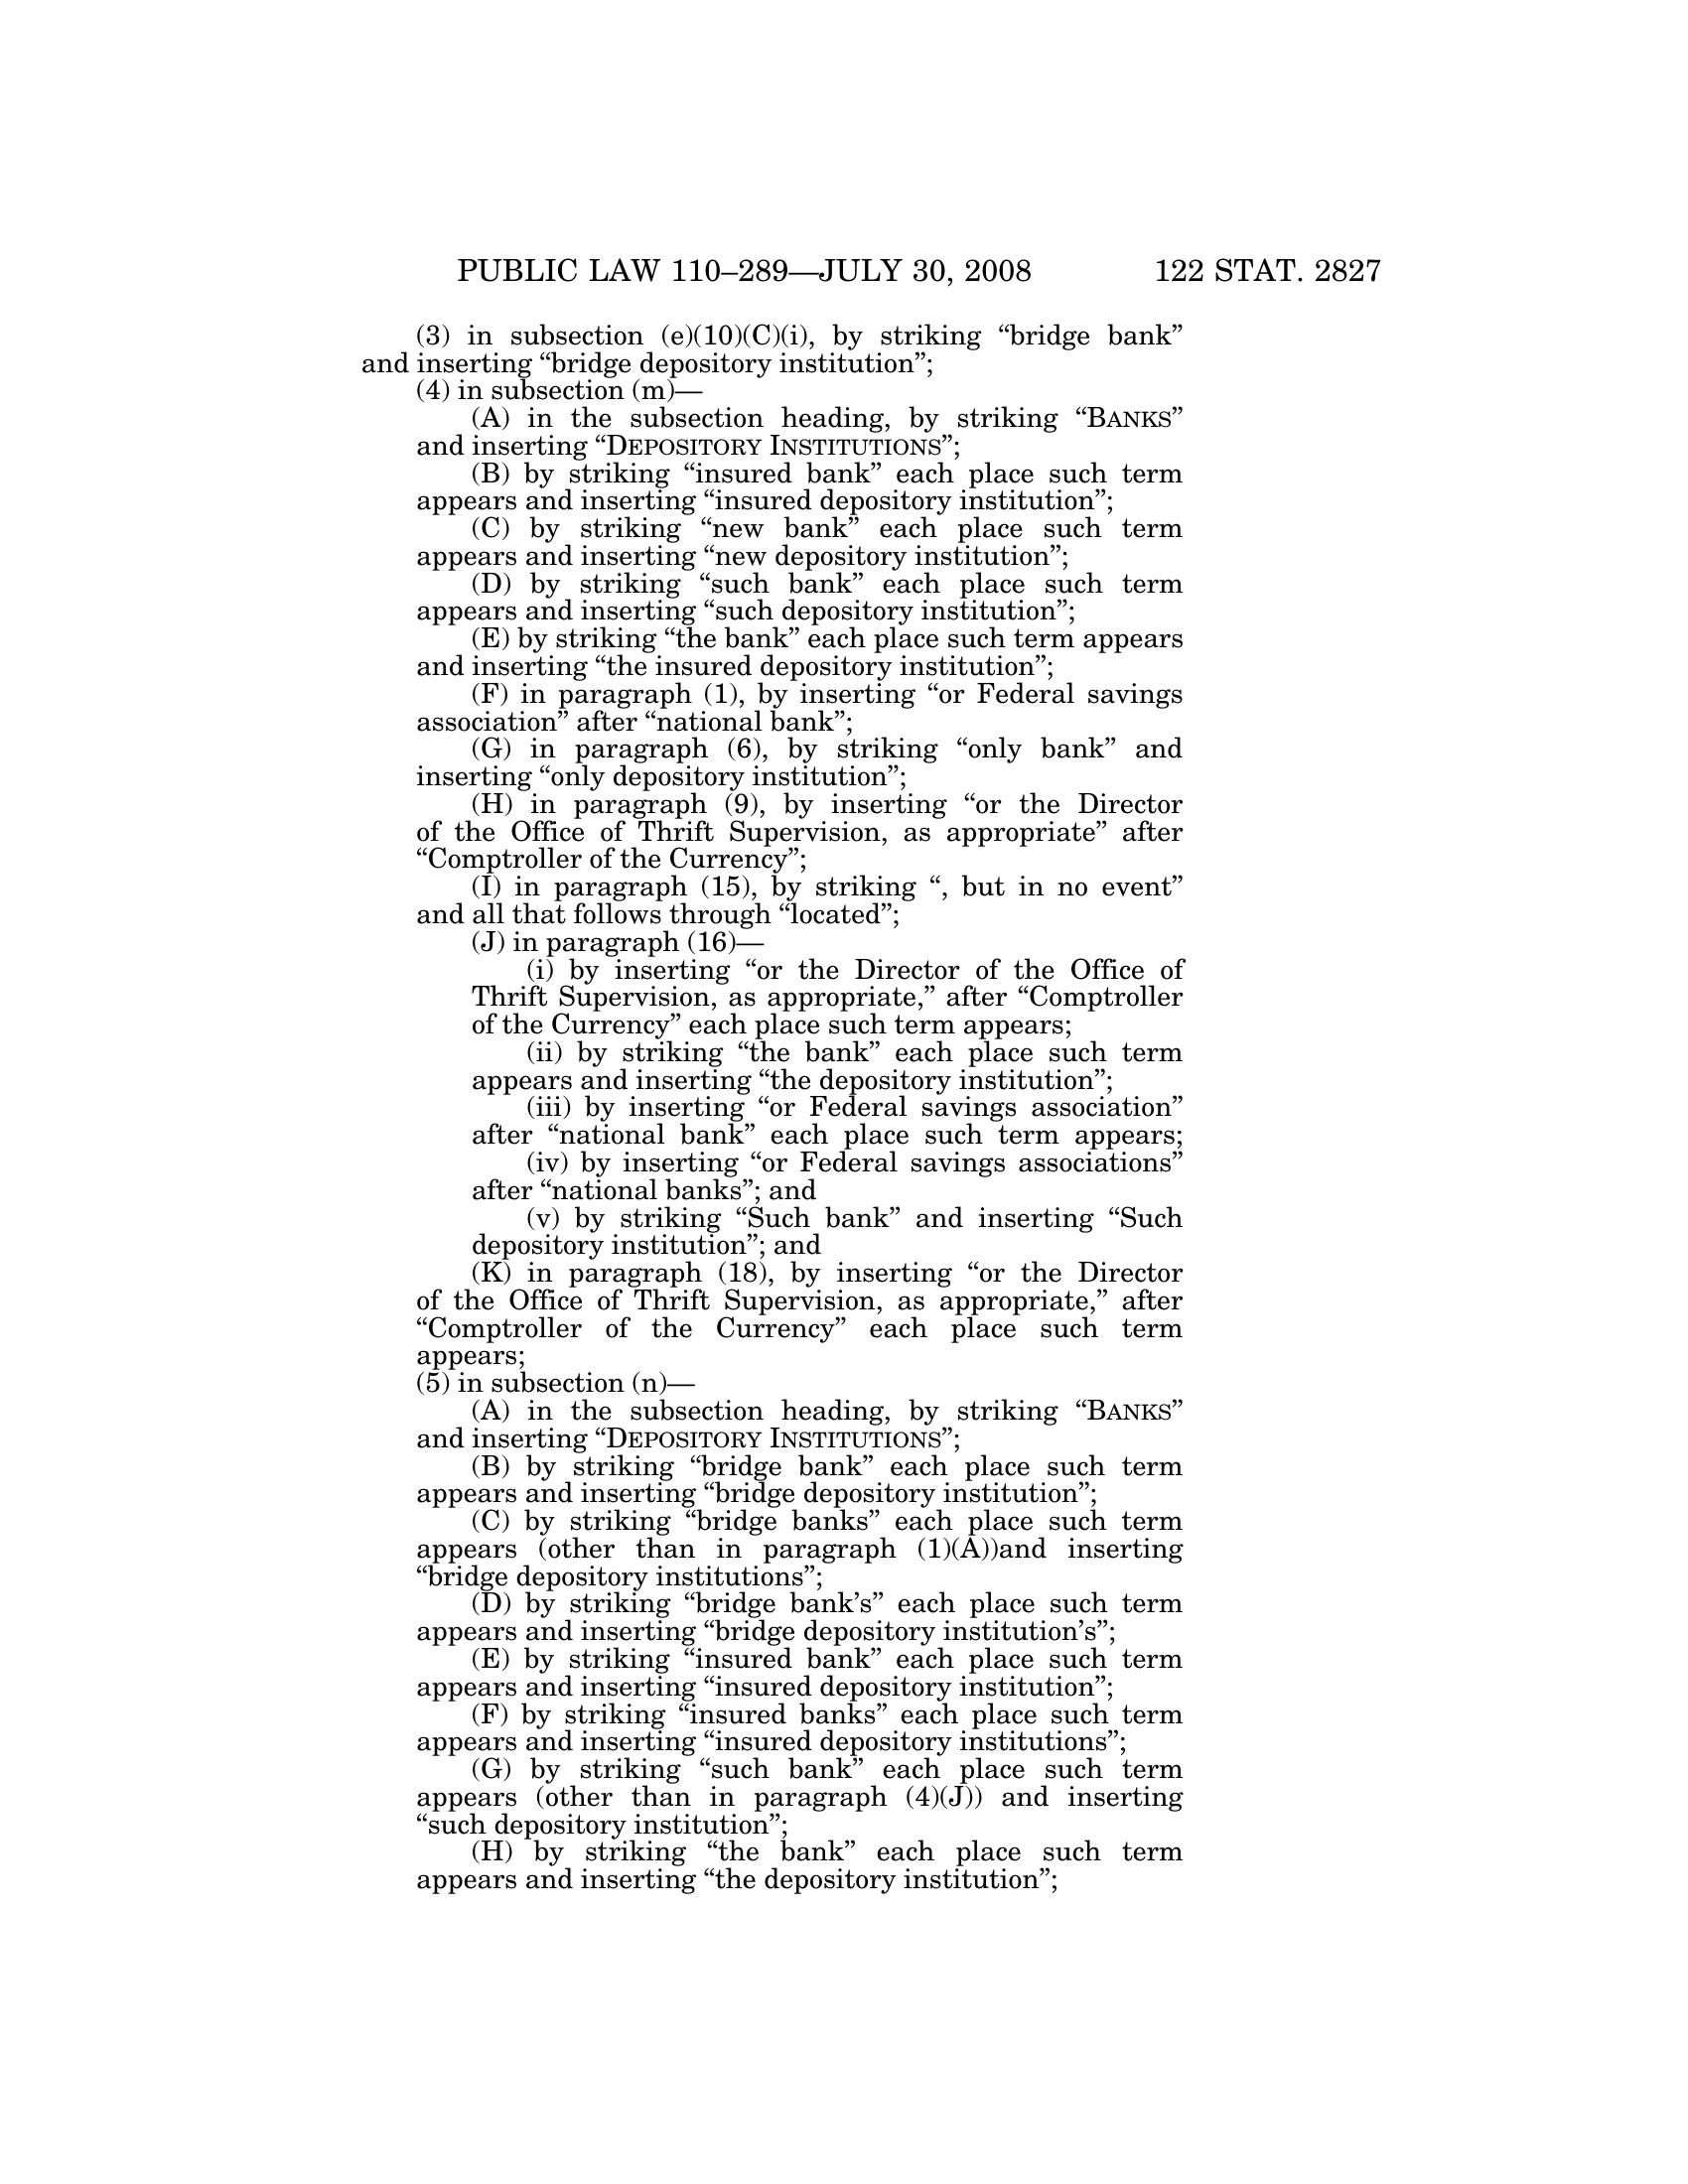 PUBLIC LAW 110–289—JULY 30, 2008 122 STAT. 2827
(3) in subsection (e)(10)(C)(i), by striking “bridge bank”
and inserting “bridge depository institution”;
(4) in subsection (m)—
(A) in the subsection heading, by striking “BANKS”
and inserting “DEPOSITORY INSTITUTIONS”;
(B) by striking “insured bank” each place such term
appears and inserting “insured depository institution”;
(C) by striking “new bank” each place such term
appears and inserting “new depository institution”;
(D) by striking “such bank” each place such term
appears and inserting “such depository institution”;
(E) by striking “the bank” each place such term appears
and inserting “the insured depository institution”;
(F) in paragraph (1), by inserting “or Federal savings
association” after “national bank”;
(G) in paragraph (6), by striking “only bank” and
inserting “only depository institution”;
(H) in paragraph (9), by inserting “or the Director
of the Office of Thrift Supervision, as appropriate” after
“Comptroller of the Currency”;
(I) in paragraph (15), by striking “, but in no event”
and all that follows through “located”;
(J) in paragraph (16)—
(i) by inserting “or the Director of the Office of
Thrift Supervision, as appropriate,” after “Comptroller
of the Currency” each place such term appears;
(ii) by striking “the bank” each place such term
appears and inserting “the depository institution”;
(iii) by inserting “or Federal savings association”
after “national bank” each place such term appears;
(iv) by inserting “or Federal savings associations”
after “national banks”; and
(v) by striking “Such bank” and inserting “Such
depository institution”; and
(K) in paragraph (18), by inserting “or the Director
of the Office of Thrift Supervision, as appropriate,” after
“Comptroller of the Currency” each place such term
appears;
(5) in subsection (n)—
(A) in the subsection heading, by striking “BANKS”
and inserting “DEPOSITORY INSTITUTIONS”;
(B) by striking “bridge bank” each place such term
appears and inserting “bridge depository institution”;
(C) by striking “bridge banks” each place such term
appears (other than in paragraph (1)(A))and inserting
“bridge depository institutions”;
(D) by striking “bridge bank’s” each place such term
appears and inserting “bridge depository institution’s”;
(E) by striking “insured bank” each place such term
appears and inserting “insured depository institution”;
(F) by striking “insured banks” each place such term
appears and inserting “insured depository institutions”;
(G) by striking “such bank” each place such term
appears (other than in paragraph (4)(J)) and inserting
“such depository institution”;
(H) by striking “the bank” each place such term
appears and inserting “the depository institution”;